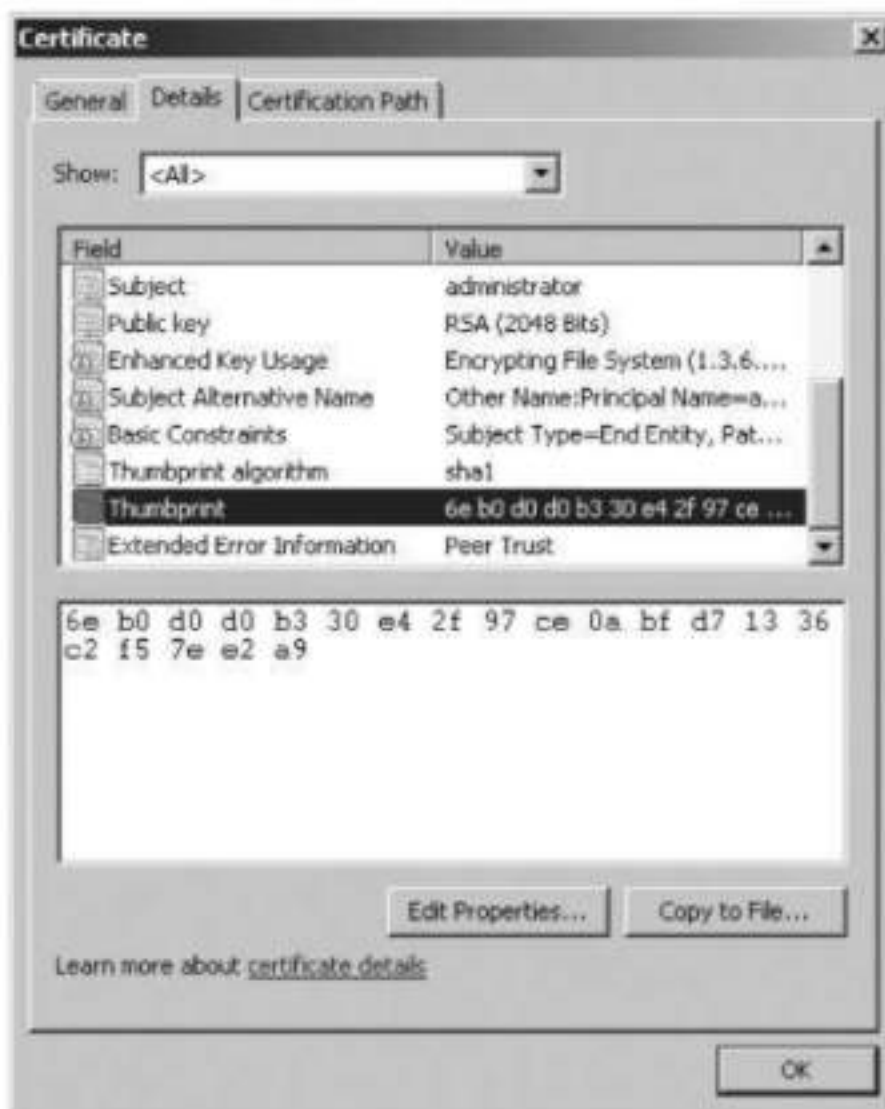 Certificate
General Details Certification Path
Show: <All>
Field Value
Subject administrator
Public key RSA (2048 Bits)
Enhanced Key Usage Encrypting File System (1.3.6....
Subject Alternative Name Other Name:Principal Name=a...
Basic Constraints Subject Type=End Entity, Pat...
Thumbprint algorithm sha1
Thumbprint 6e b0 d0 d0 b3 30 e4 2f 97 ce ...
Extended Error Information Peer Trust
6e b0 d0 d0 b3 30 e4 2f 97 ce 0a bf d7 13 36
c2 f5 7e e2 a9
Edit Properties... Copy to File...
Learn more about certificate details
OK